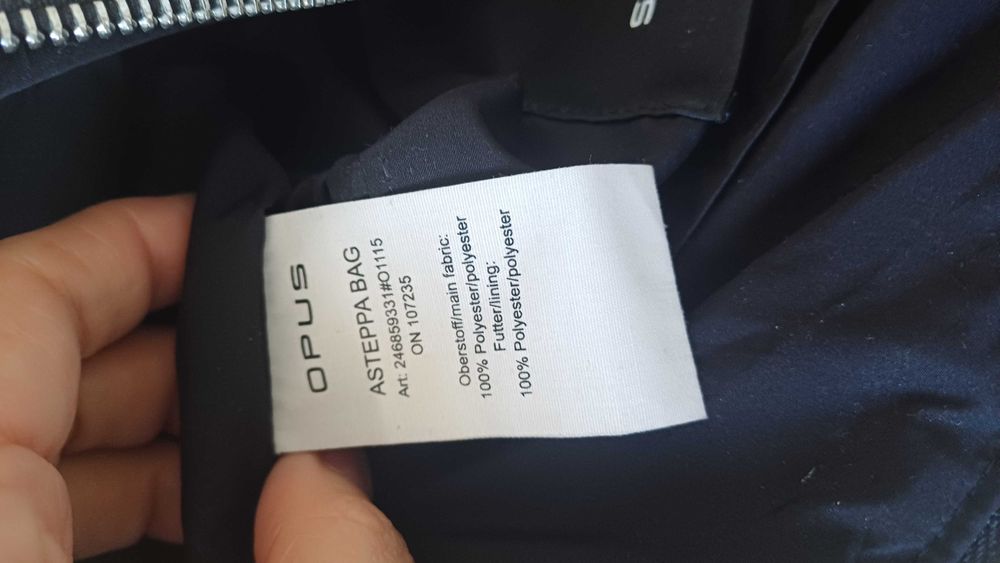 OPUS
ASTEPPA BAG
Art: 246859331#O1115
ON 107235
Oberstoff/main fabric:
100% Polyester/polyester
Futter/lining:
100% Polyester/polyester
S